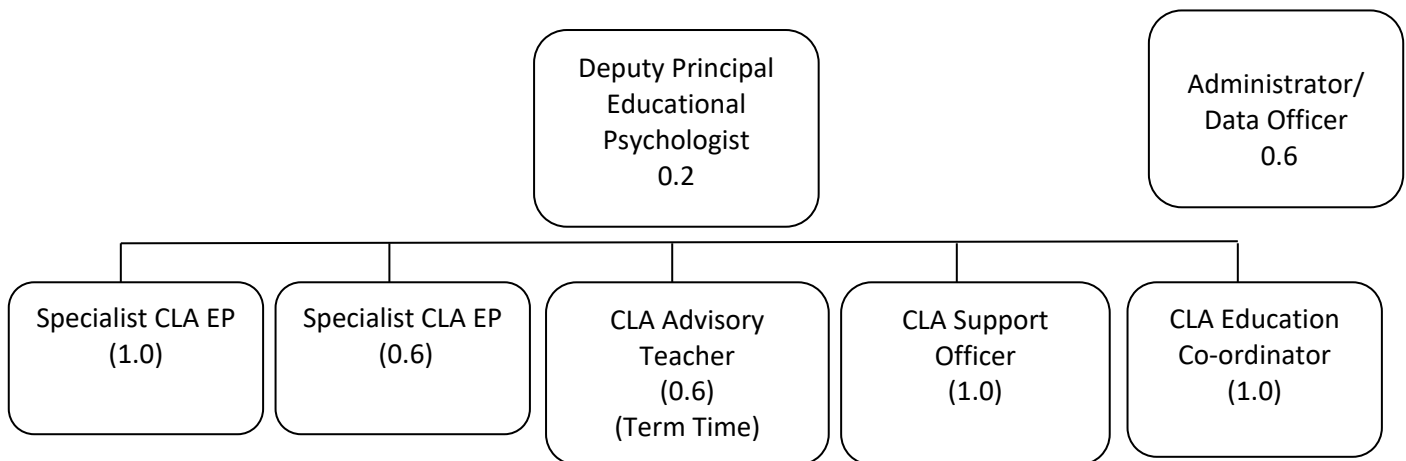 Deputy Principal
Educational
Psychologist
0.2
Administrator/
Data Officer
0.6
Specialist CLA EP
(1.0)
Specialist CLA EP
(0.6)
CLA Advisory
Teacher
(0.6)
(Term Time)
CLA Support
Officer
(1.0)
CLA Education
Co-ordinator
(1.0)